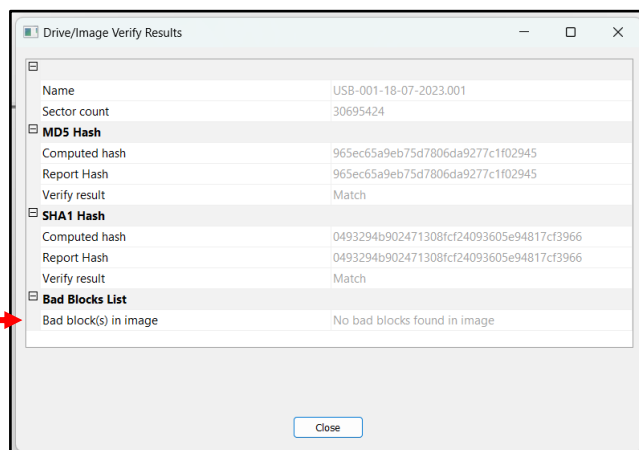 Drive/Image Verify Results
Name USB-001-18-07-2023.001
Sector count 30695424
MD5 Hash
Computed hash 965ec65a9eb75d7806da9277c1f02945
Report Hash 965ec65a9eb75d7806da9277c1f02945
Verify result Match
SHA1 Hash
Computed hash 0493294b902471308fcf24093605e94817cf3966
Report Hash 0493294b902471308fcf24093605e94817cf3966
Verify result Match
Bad Blocks List
Bad block(s) in image No bad blocks found in image
Close